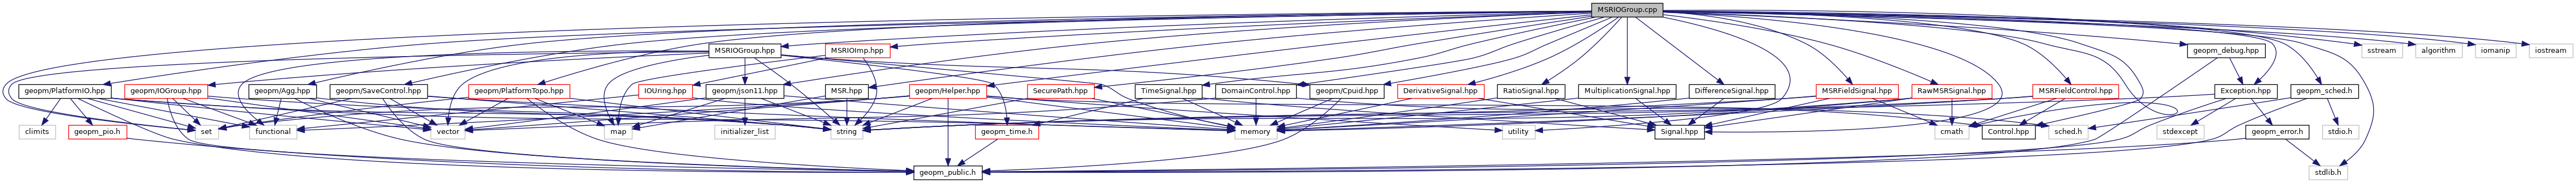 MSRIOGroup.cpp
MSRIOGroup.hpp
MSRIOImp.hpp
geopm_debug.hpp
sstream
algorithm
iomanip
iostream
geopm/PlatformIO.hpp
geopm/IOGroup.hpp
geopm/Agg.hpp
geopm/SaveControl.hpp
geopm/PlatformTopo.hpp
IOUring.hpp
geopm/json11.hpp
MSR.hpp
geopm/Helper.hpp
SecurePath.hpp
TimeSignal.hpp
DomainControl.hpp
geopm/Cpuid.hpp
DerivativeSignal.hpp
RatioSignal.hpp
MultiplicationSignal.hpp
DifferenceSignal.hpp
MSRFieldSignal.hpp
RawMSRSignal.hpp
MSRFieldControl.hpp
Exception.hpp
geopm_sched.h
climits
geopm_pio.h
set
functional
vector
map
initializer_list
string
geopm_time.h
memory
utility
Signal.hpp
cmath
Control.hpp
sched.h
stdexcept
geopm_error.h
stdio.h
geopm_public.h
stdlib.h